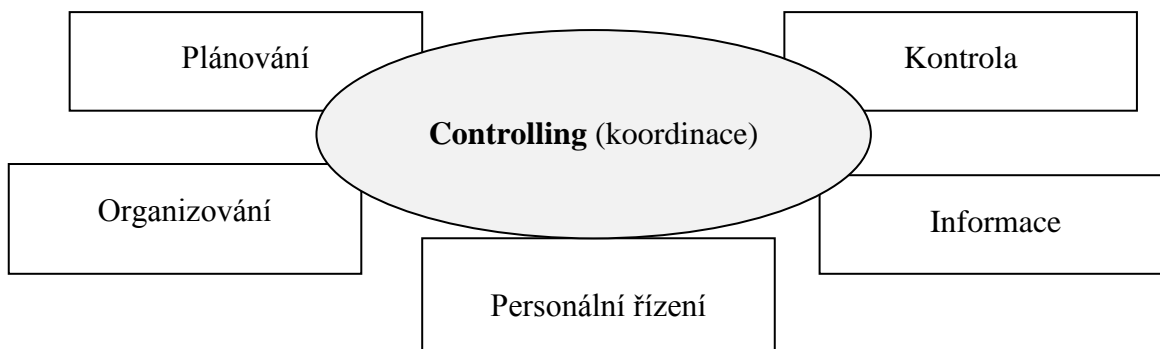 Plánování
Kontrola
Controlling (koordinace)
Organizování
Informace
Personální řízení